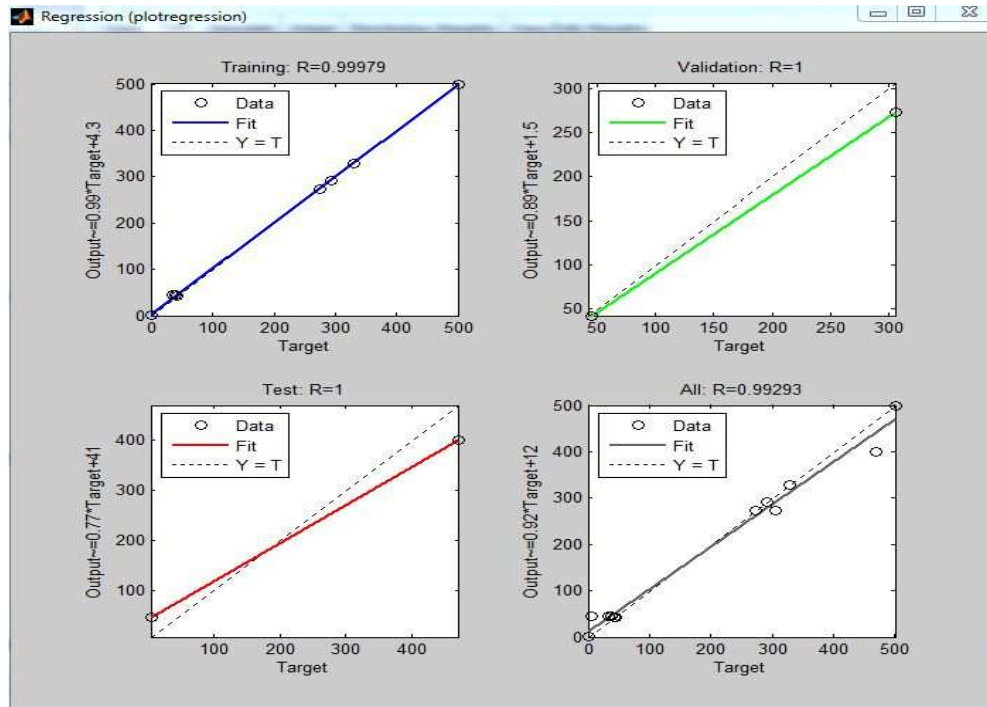 Regression (plotregression)
Training: R=0.99979
Output~=0.99*Target+4.3
500
400
300
200
100
0
Data
Fit
Y = T
0 100 200 300 400 500
Target
Validation: R=1
Output~=0.89*Target+1.5
300
250
200
150
100
50
Data
Fit
Y = T
50 100 150 200 250 300
Target
Test: R=1
Output~=0.77*Target+41
400
300
200
100
Data
Fit
Y = T
100 200 300 400
Target
All: R=0.99293
Output~=0.92*Target+12
500
400
300
200
100
0
Data
Fit
Y = T
0 100 200 300 400 500
Target